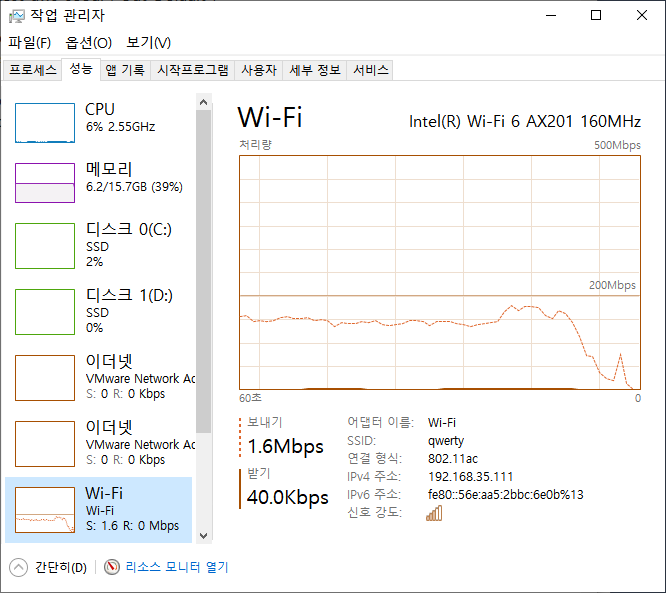 작업 관리자
파일(F) 옵션(O) 보기(V)
프로세스 성능 앱 기록 시작프로그램 사용자 세부 정보 서비스
CPU
6% 2.55GHz
메모리
6.2/15.7GB (39%)
디스크 0(C:)
SSD
2%
디스크 1(D:)
SSD
0%
이더넷
VMware Network Ac
S: 0 R: 0 Kbps
이더넷
VMware Network Ac
S: 0 R: 0 Kbps
Wi-Fi
Wi-Fi
S: 1.6 R: 0 Mbps
Wi-Fi Intel(R) Wi-Fi 6 AX201 160MHz
처리량 500Mbps
200Mbps
60초 0
보내기
1.6Mbps
받기
40.0Kbps
어댑터 이름: Wi-Fi
SSID: qwerty
연결 형식: 802.11ac
IPv4 주소: 192.168.35.111
IPv6 주소: fe80::56e:aa5:2bbc:6e0b%13
신호 강도:
간단히(D) 리소스 모니터 열기